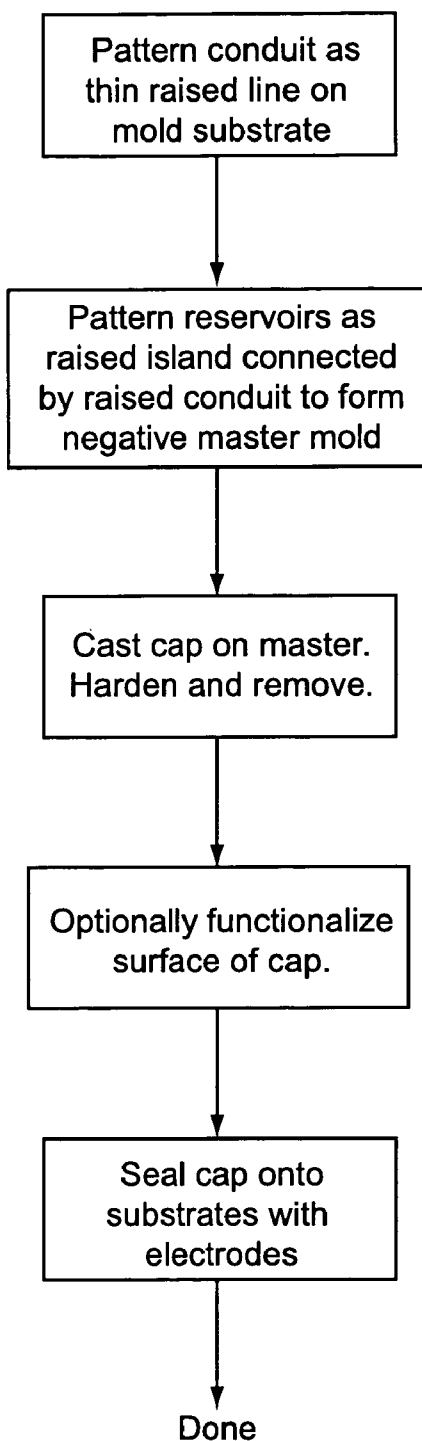 Pattern conduit as
thin raised line on
mold substrate
Pattern reservoirs as
raised island connected
by raised conduit to form
negative master mold
Cast cap on master.
Harden and remove.
Optionally functionalize
surface of cap.
Seal cap onto
substrates with
electrodes
Done